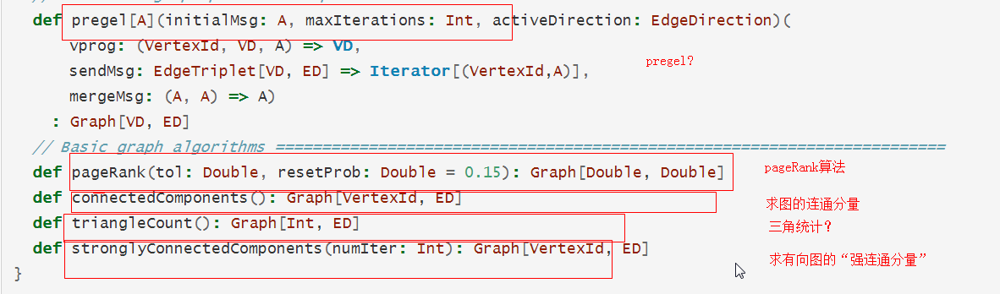 def pregel[A](initialMsg: A, maxIterations: Int, activeDirection: EdgeDirection)(
vprog: (VertexId, VD, A) => VD,
pregel?
sendMsg: EdgeTriplet[VD, ED] => Iterator[(VertexId,A)],
mergeMsg: (A, A) => A)
: Graph[VD, ED]
// Basic graph algorithms ========================================================================
def pageRank(tol: Double, resetProb: Double = 0.15): Graph[Double, Double]
pageRank算法
def connectedComponents(): Graph[VertexId, ED]
求图的连通分量
def triangleCount(): Graph[Int, ED]
三角统计?
def stronglyConnectedComponents(numIter: Int): Graph[VertexId, ED]
求有向图的“强连通分量”
}